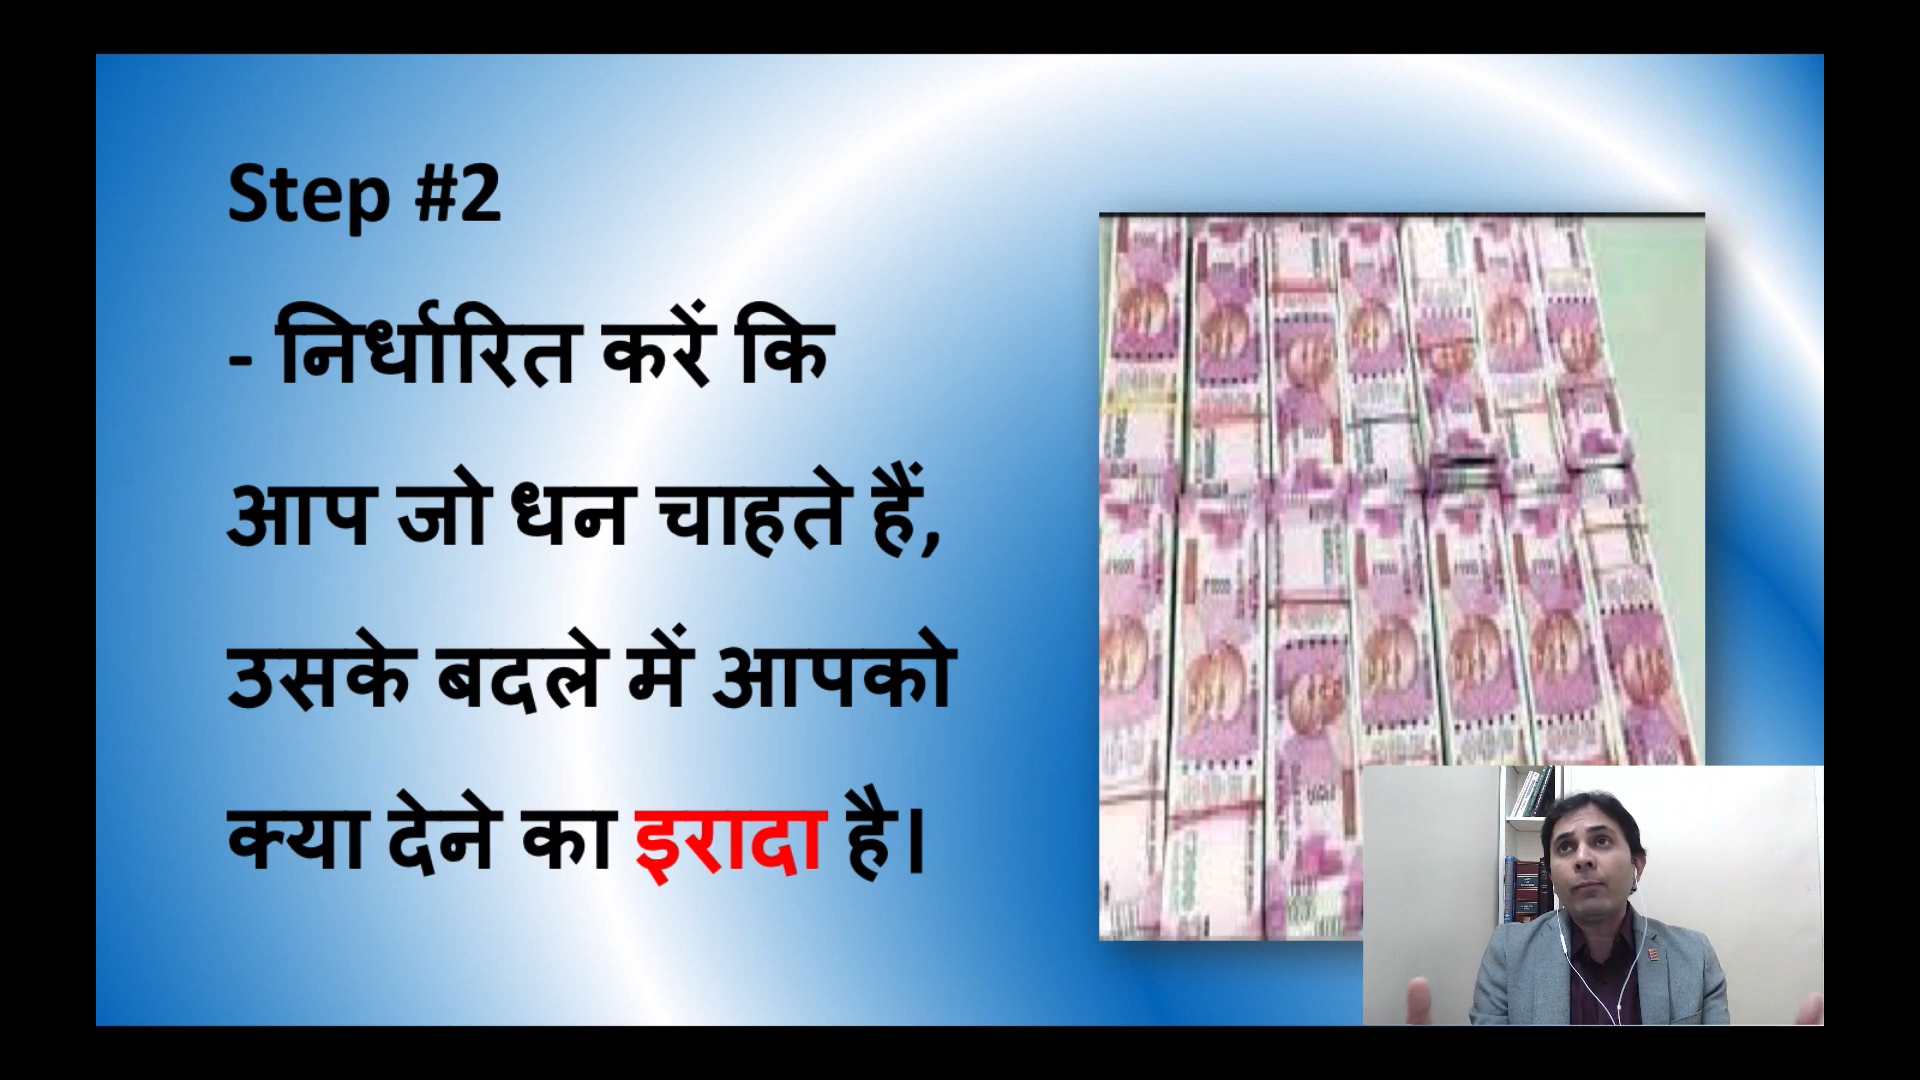 Step #2
- निर्धारित करें कि
आप जो धन चाहते हैं,
उसके बदले में आपको
क्या देने का इरादा है।